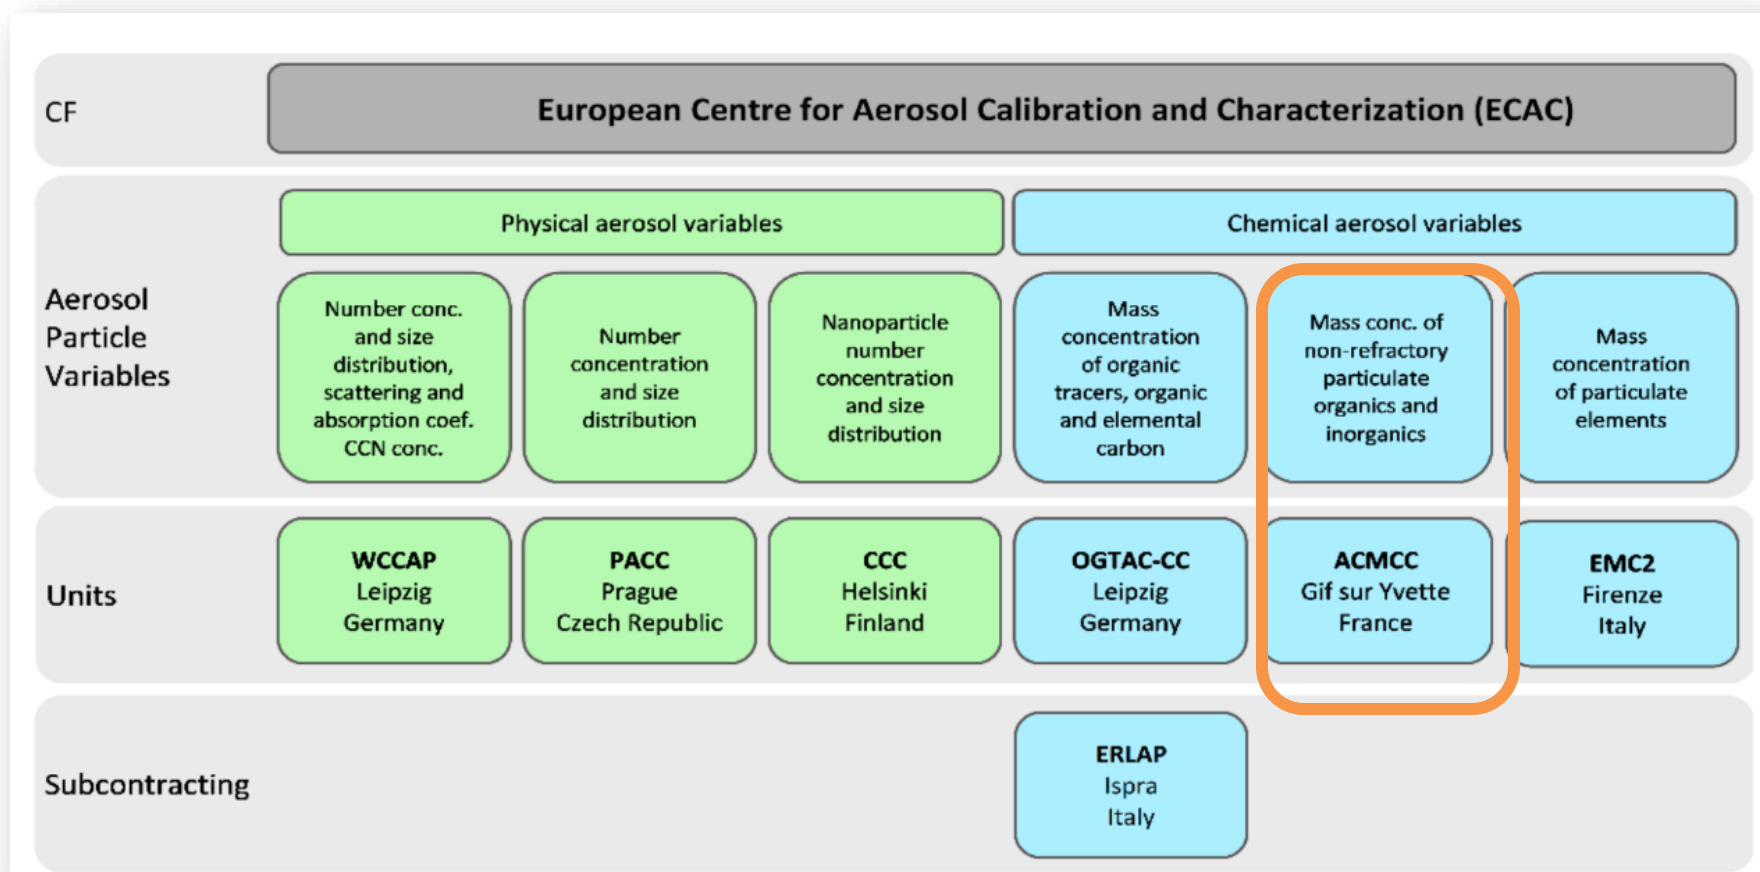 CF
European Centre for Aerosol Calibration and Characterization (ECAC)
Physical aerosol variables
Chemical aerosol variables
Aerosol
Particle
Variables
Number conc.
and size
distribution,
scattering and
absorption coef.
CCN conc.
Number
concentration
and size
distribution
Nanoparticle
number
concentration
and size
distribution
Mass
concentration
of organic
tracers, organic
and elemental
carbon
Mass conc. of
non-refractory
particulate
organics and
inorganics
Mass
concentration
of particulate
elements
Units
WCCAP
Leipzig
Germany
PACC
Prague
Czech Republic
CCC
Helsinki
Finland
OGTAC-CC
Leipzig
Germany
ACMCC
Gif sur Yvette
France
EMC2
Firenze
Italy
Subcontracting
ERLAP
Ispra
Italy